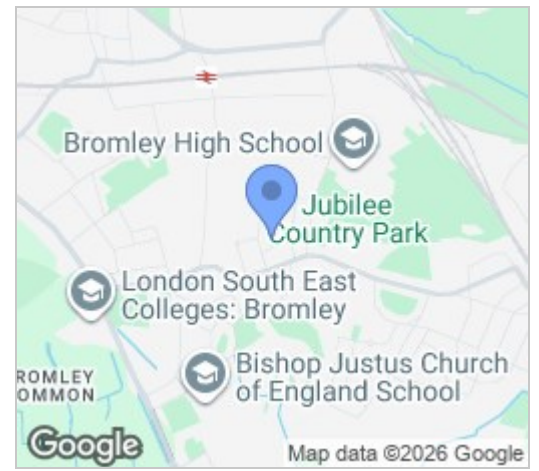 Bromley High School
Jubilee
Country Park
London South East
Colleges: Bromley
Bishop Justus Church
of England School
ROMLEY
OMMON
Google
Map data ©2026 Google